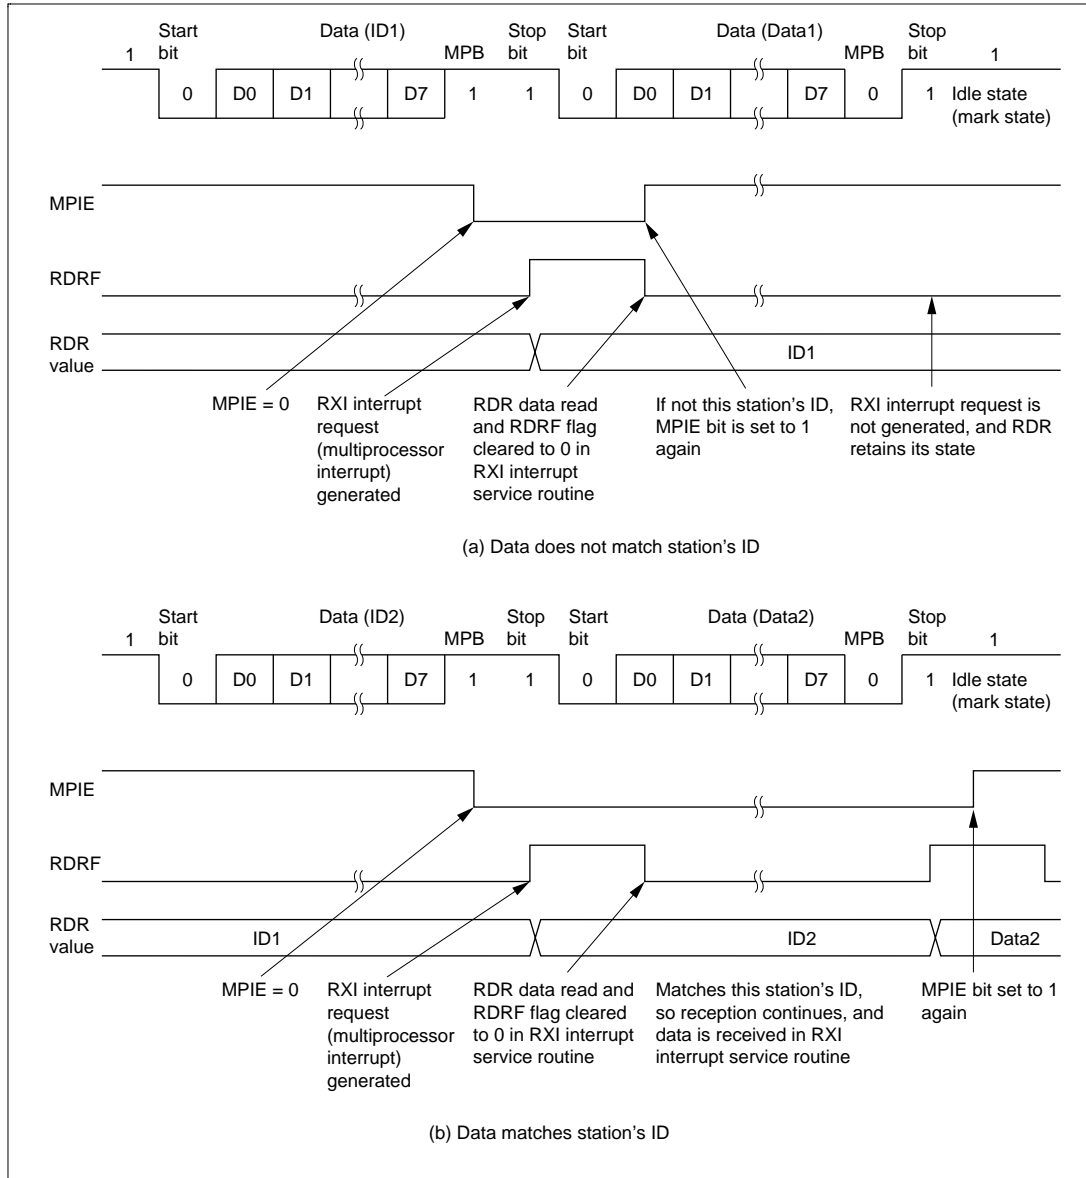 Start bit
Data (ID1)
MPB
Stop bit
Start bit
Data (Data1)
MPB
Stop bit
1
1
0 D0 D1 D7 1 1 0 D0 D1 D7 0 1 Idle state
(mark state)
MPIE
RDRF
RDR
value
ID1
MPIE = 0
RXI interrupt
request
(multiprocessor
interrupt)
generated
RDR data read
and RDRF flag
cleared to 0 in
RXI interrupt
service routine
If not this station's ID,
MPIE bit is set to 1
again
RXI interrupt request is
not generated, and RDR
retains its state
(a) Data does not match station's ID
Start bit
Data (ID2)
MPB
Stop bit
Start bit
Data (Data2)
MPB
Stop bit
1
1
0 D0 D1 D7 1 1 0 D0 D1 D7 0 1 Idle state
(mark state)
MPIE
RDRF
RDR
value
ID1
ID2
Data2
MPIE = 0
RXI interrupt
request
(multiprocessor
interrupt)
generated
RDR data read and
RDRF flag cleared
to 0 in RXI interrupt
service routine
Matches this station's ID,
so reception continues, and
data is received in RXI
interrupt service routine
MPIE bit set to 1
again
(b) Data matches station's ID